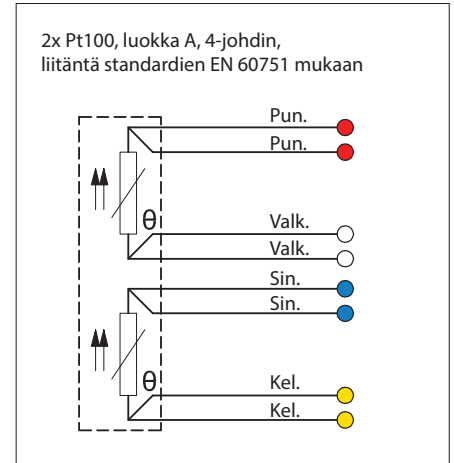 2x Pt100, luokka A, 4-johdin,
liitäntä standardien EN 60751 mukaan
Pun.
Pun.
θ
Valk.
Valk.
Sin.
Sin.
θ
Kel.
Kel.